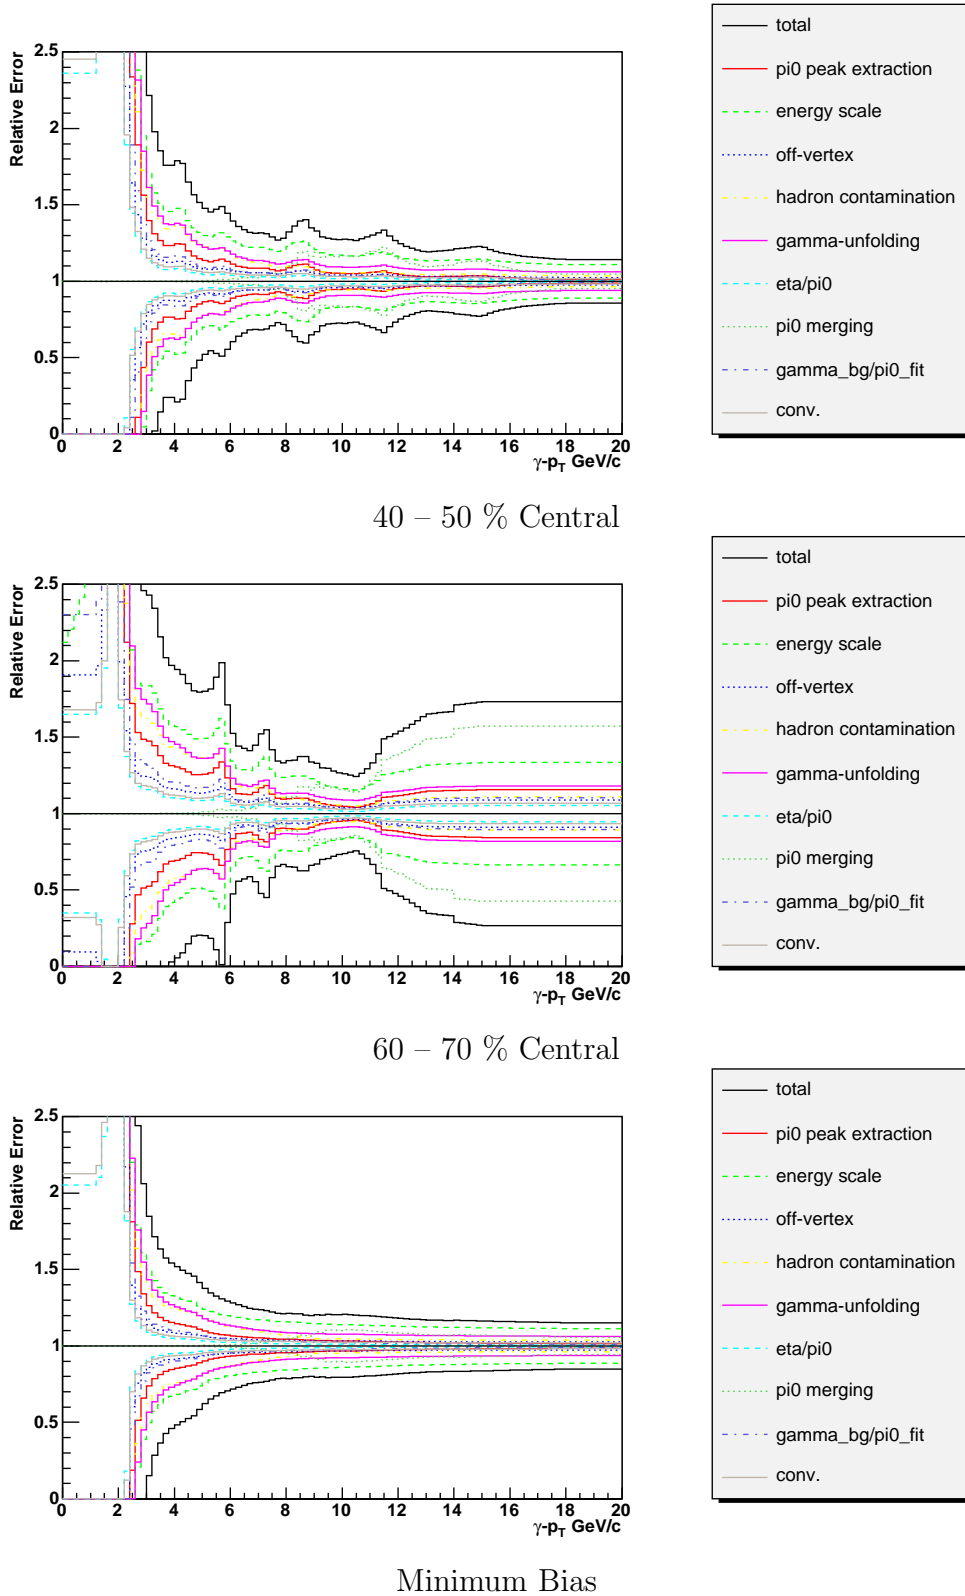 total
pi0 peak extraction
energy scale
off-vertex
hadron contamination
gamma-unfolding
eta/pi0
pi0 merging
gamma_bg/pi0_fit
conv.
Relative Error
2.5
2
1.5
1
0.5
0
0 2 4 6 8 10 12 14 16 18 20
γ-pT GeV/c
40 – 50 % Central
total
pi0 peak extraction
energy scale
off-vertex
hadron contamination
gamma-unfolding
eta/pi0
pi0 merging
gamma_bg/pi0_fit
conv.
Relative Error
2.5
2
1.5
1
0.5
0
0 2 4 6 8 10 12 14 16 18 20
γ-pT GeV/c
60 – 70 % Central
total
pi0 peak extraction
energy scale
off-vertex
hadron contamination
gamma-unfolding
eta/pi0
pi0 merging
gamma_bg/pi0_fit
conv.
Relative Error
2.5
2
1.5
1
0.5
0
0 2 4 6 8 10 12 14 16 18 20
γ-pT GeV/c
Minimum Bias